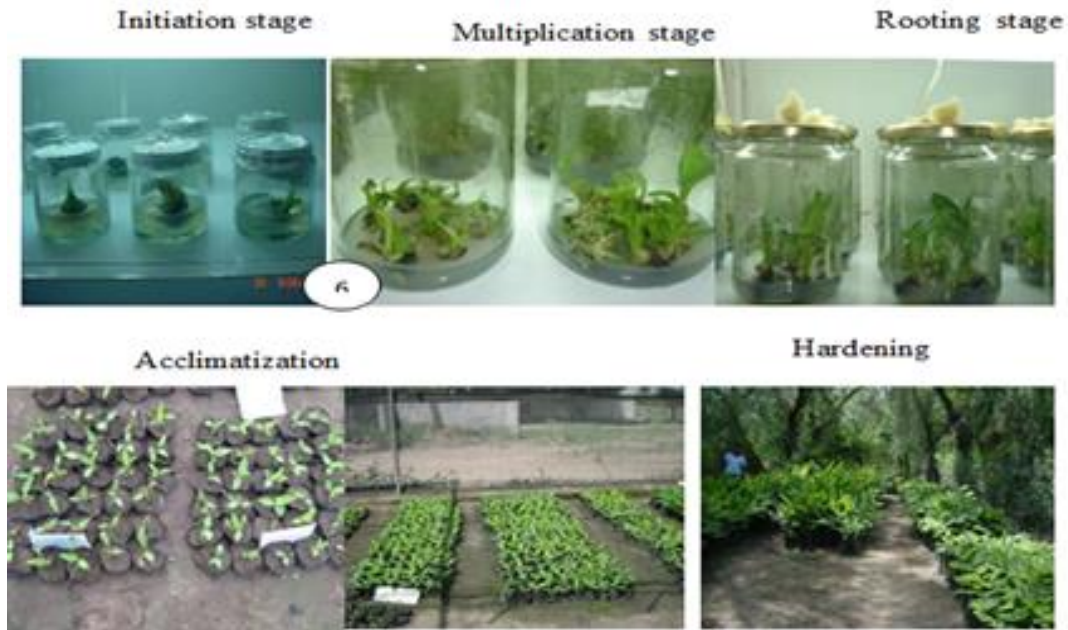 Initiation stage
Multiplication stage
Rooting stage
6
Acclimatization
Hardening